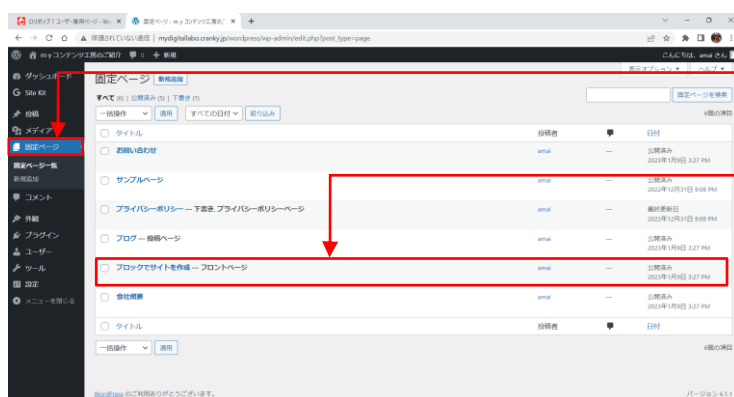 ロリポップ！ユーザー専用ページ - Wo
固定ページ ‹ m y コンテンツ工房のご
保護されていない通信 | mydigitallabo.cranky.jp/wordpress/wp-admin/edit.php?post_type=page
m y コンテンツ工房のご紹介 0 + 新規
こんにちは、amai さん
ダッシュボード
Site Kit
投稿
メディア
固定ページ
固定ページ一覧
新規追加
コメント
外観
プラグイン
ユーザー
ツール
設定
メニューを閉じる
表示オプション ▼ ヘルプ ▼
固定ページ 新規追加
すべて (6) | 公開済み (5) | 下書き (1)
固定ページを検索
一括操作 適用 すべての日付 絞り込み 6個の項目
タイトル 投稿者 日付
お問い合わせ amai — 公開済み
2023年1月9日 3:27 PM
サンプルページ amai — 公開済み
2022年12月31日 9:08 PM
プライバシーポリシー — 下書き, プライバシーポリシーページ amai — 最終更新日
2022年12月31日 9:08 PM
ブログ — 投稿ページ amai — 公開済み
2023年1月9日 3:27 PM
ブロックでサイトを作成 — フロントページ amai — 公開済み
2023年1月9日 3:27 PM
会社概要 amai — 公開済み
2023年1月9日 3:27 PM
タイトル 投稿者 日付
一括操作 適用 6個の項目
WordPress のご利用ありがとうございます。 バージョン 6.1.1